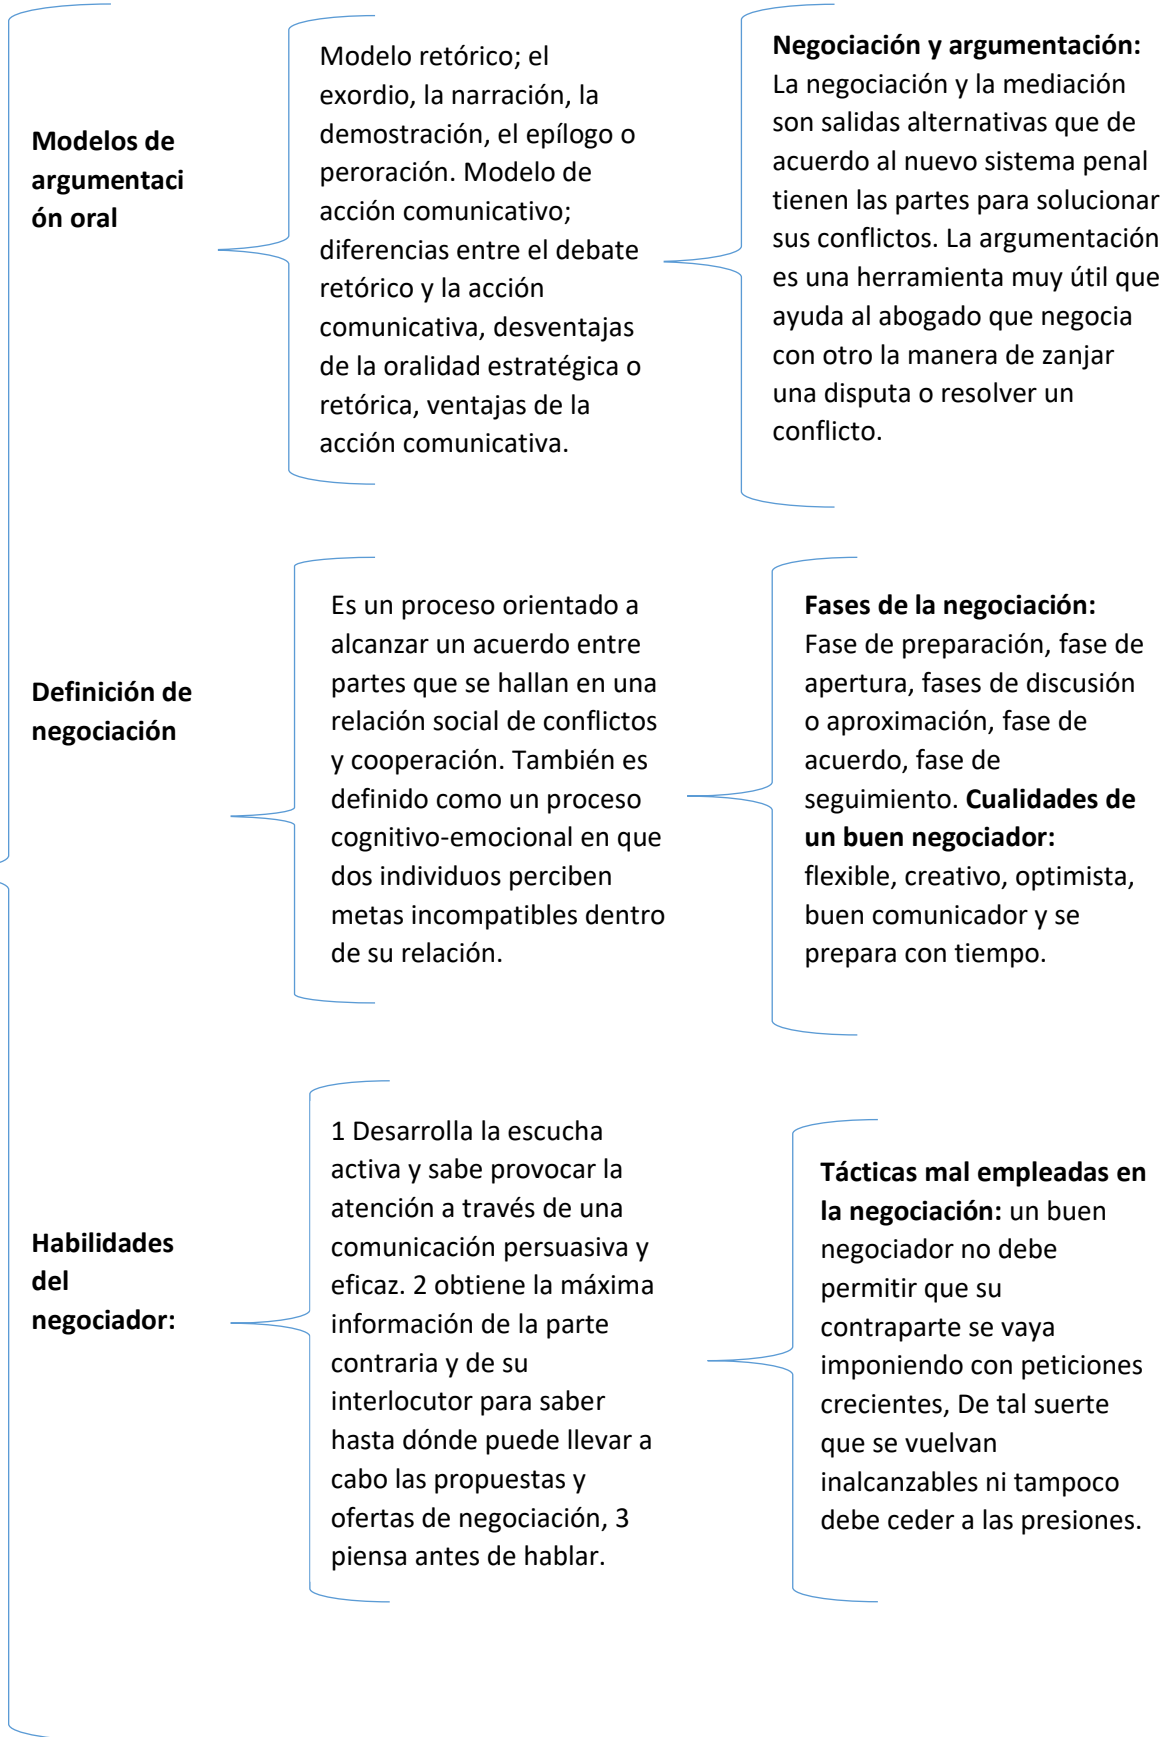 Modelos de
argumentaci
ón oral
Modelo retórico; el
exordio, la narración, la
demostración, el epílogo o
peroración. Modelo de
acción comunicativo;
diferencias entre el debate
retórico y la acción
comunicativa, desventajas
de la oralidad estratégica o
retórica, ventajas de la
acción comunicativa.
Negociación y argumentación:
La negociación y la mediación
son salidas alternativas que de
acuerdo al nuevo sistema penal
tienen las partes para solucionar
sus conflictos. La argumentación
es una herramienta muy útil que
ayuda al abogado que negocia
con otro la manera de zanjar
una disputa o resolver un
conflicto.
Definición de
negociación
Es un proceso orientado a
alcanzar un acuerdo entre
partes que se hallan en una
relación social de conflictos
y cooperación. También es
definido como un proceso
cognitivo-emocional en que
dos individuos perciben
metas incompatibles dentro
de su relación.
Fases de la negociación:
Fase de preparación, fase de
apertura, fases de discusión
o aproximación, fase de
acuerdo, fase de
seguimiento. Cualidades de
un buen negociador:
flexible, creativo, optimista,
buen comunicador y se
prepara con tiempo.
Habilidades
del
negociador:
1 Desarrolla la escucha
activa y sabe provocar la
atención a través de una
comunicación persuasiva y
eficaz. 2 obtiene la máxima
información de la parte
contraria y de su
interlocutor para saber
hasta dónde puede llevar a
cabo las propuestas y
ofertas de negociación, 3
piensa antes de hablar.
Tácticas mal empleadas en
la negociación: un buen
negociador no debe
permitir que su
contraparte se vaya
imponiendo con peticiones
crecientes, De tal suerte
que se vuelvan
inalcanzables ni tampoco
debe ceder a las presiones.